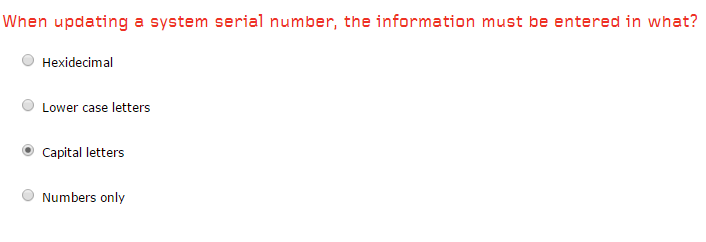 When updating a system serial number, the information must be entered in what?
Hexidecimal
Lower case letters
Capital letters
Numbers only